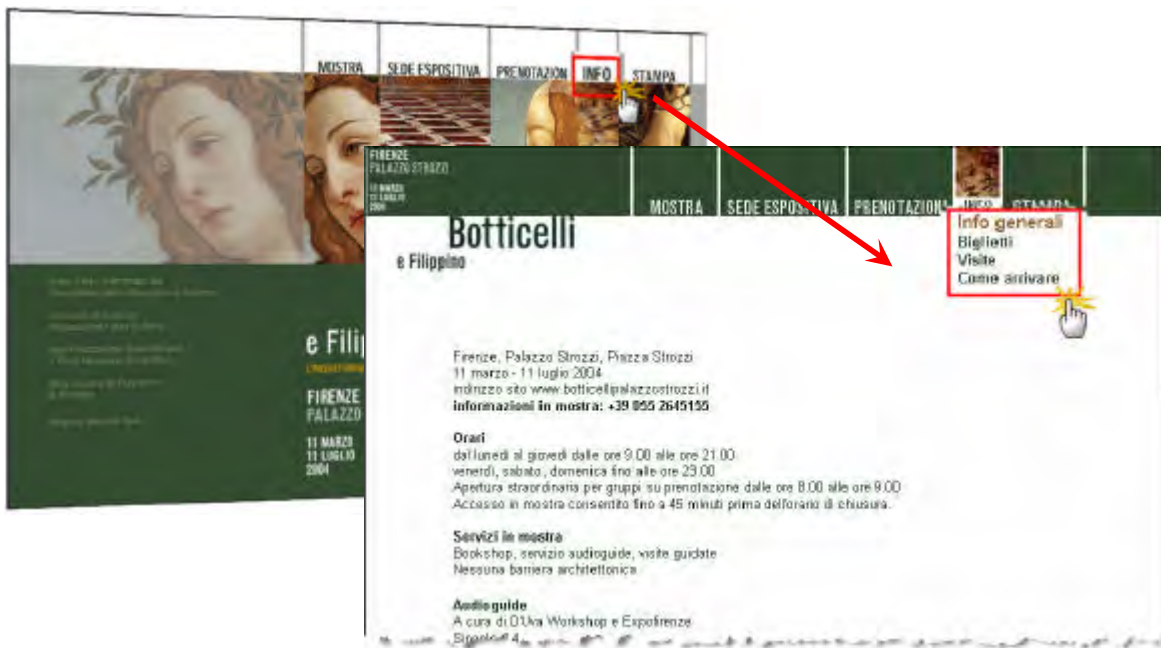 MOSTRA
SEDE ESPOSITIVA
PRENOTAZION
INFO
STAMPA
e Filip
FIRENZE
PALAZZO
11 MARZO
11 LUGLIO
2004
FIRENZE
PALAZZO STROZZI
11 MARZO
11 LUGLIO
2004
MOSTRA
SEDE ESPOSITIVA
PRENOTAZION
INFO
STAMPA
Info generali
Biglietti
Visite
Come arrivare
Botticelli
e Filippino
Firenze, Palazzo Strozzi, Piazza Strozzi
11 marzo - 11 luglio 2004
indirizzo sito www.botticellipalazzostrozzi.it
informazioni in mostra: +39 055 2645155
Orari
dal lunedì al giovedì dalle ore 9.00 alle ore 21.00
venerdì, sabato, domenica fino alle ore 23.00
Apertura straordinaria per gruppi su prenotazione dalle ore 8.00 alle ore 9.00
Accesso in mostra consentito fino a 45 minuti prima dell'orario di chiusura.
Servizi in mostra
Bookshop, servizio audioguide, visite guidate
Nessuna barriera architettonica
Audioguide
A cura di D'Uva Workshop e Expofirenze